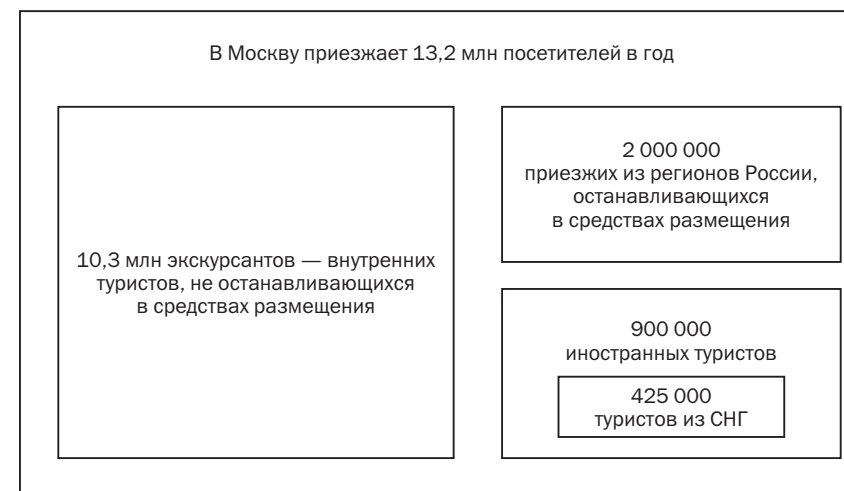 В Москву приезжает 13,2 млн посетителей в год
10,3 млн экскурсантов — внутренних
туристов, не останавливающихся
в средствах размещения
2 000 000
приезжих из регионов России,
останавливающихся
в средствах размещения
900 000
иностранных туристов
425 000
туристов из СНГ